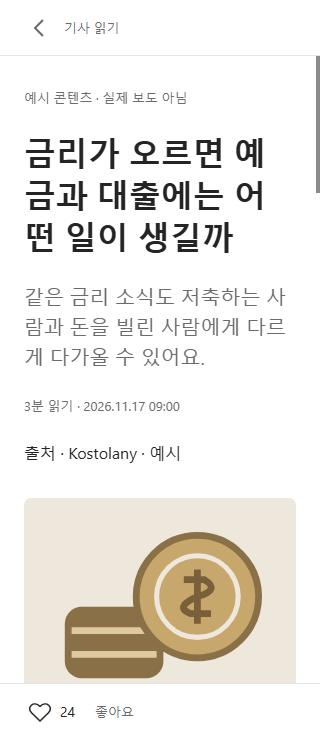 기사 읽기
예시 콘텐츠 · 실제 보도 아님
금리가 오르면 예
금과 대출에는 어
떤 일이 생길까
같은 금리 소식도 저축하는 사
람과 돈을 빌린 사람에게 다르
게 다가올 수 있어요.
3분 읽기 · 2026.11.17 09:00
출처 · Kostolany · 예시
24 좋아요